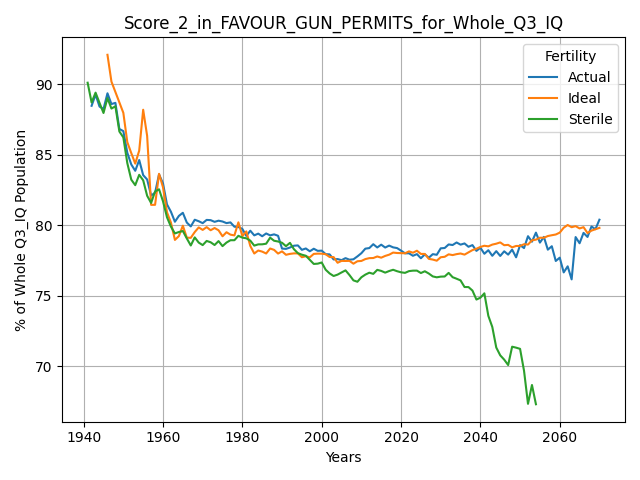 Score_2_in_FAVOUR_GUN_PERMITS_for_Whole_Q3_IQ
% of Whole Q3_IQ Population
90
85
80
75
70
Fertility
Actual
Ideal
Sterile
1940 1960 1980 2000 2020 2040 2060
Years